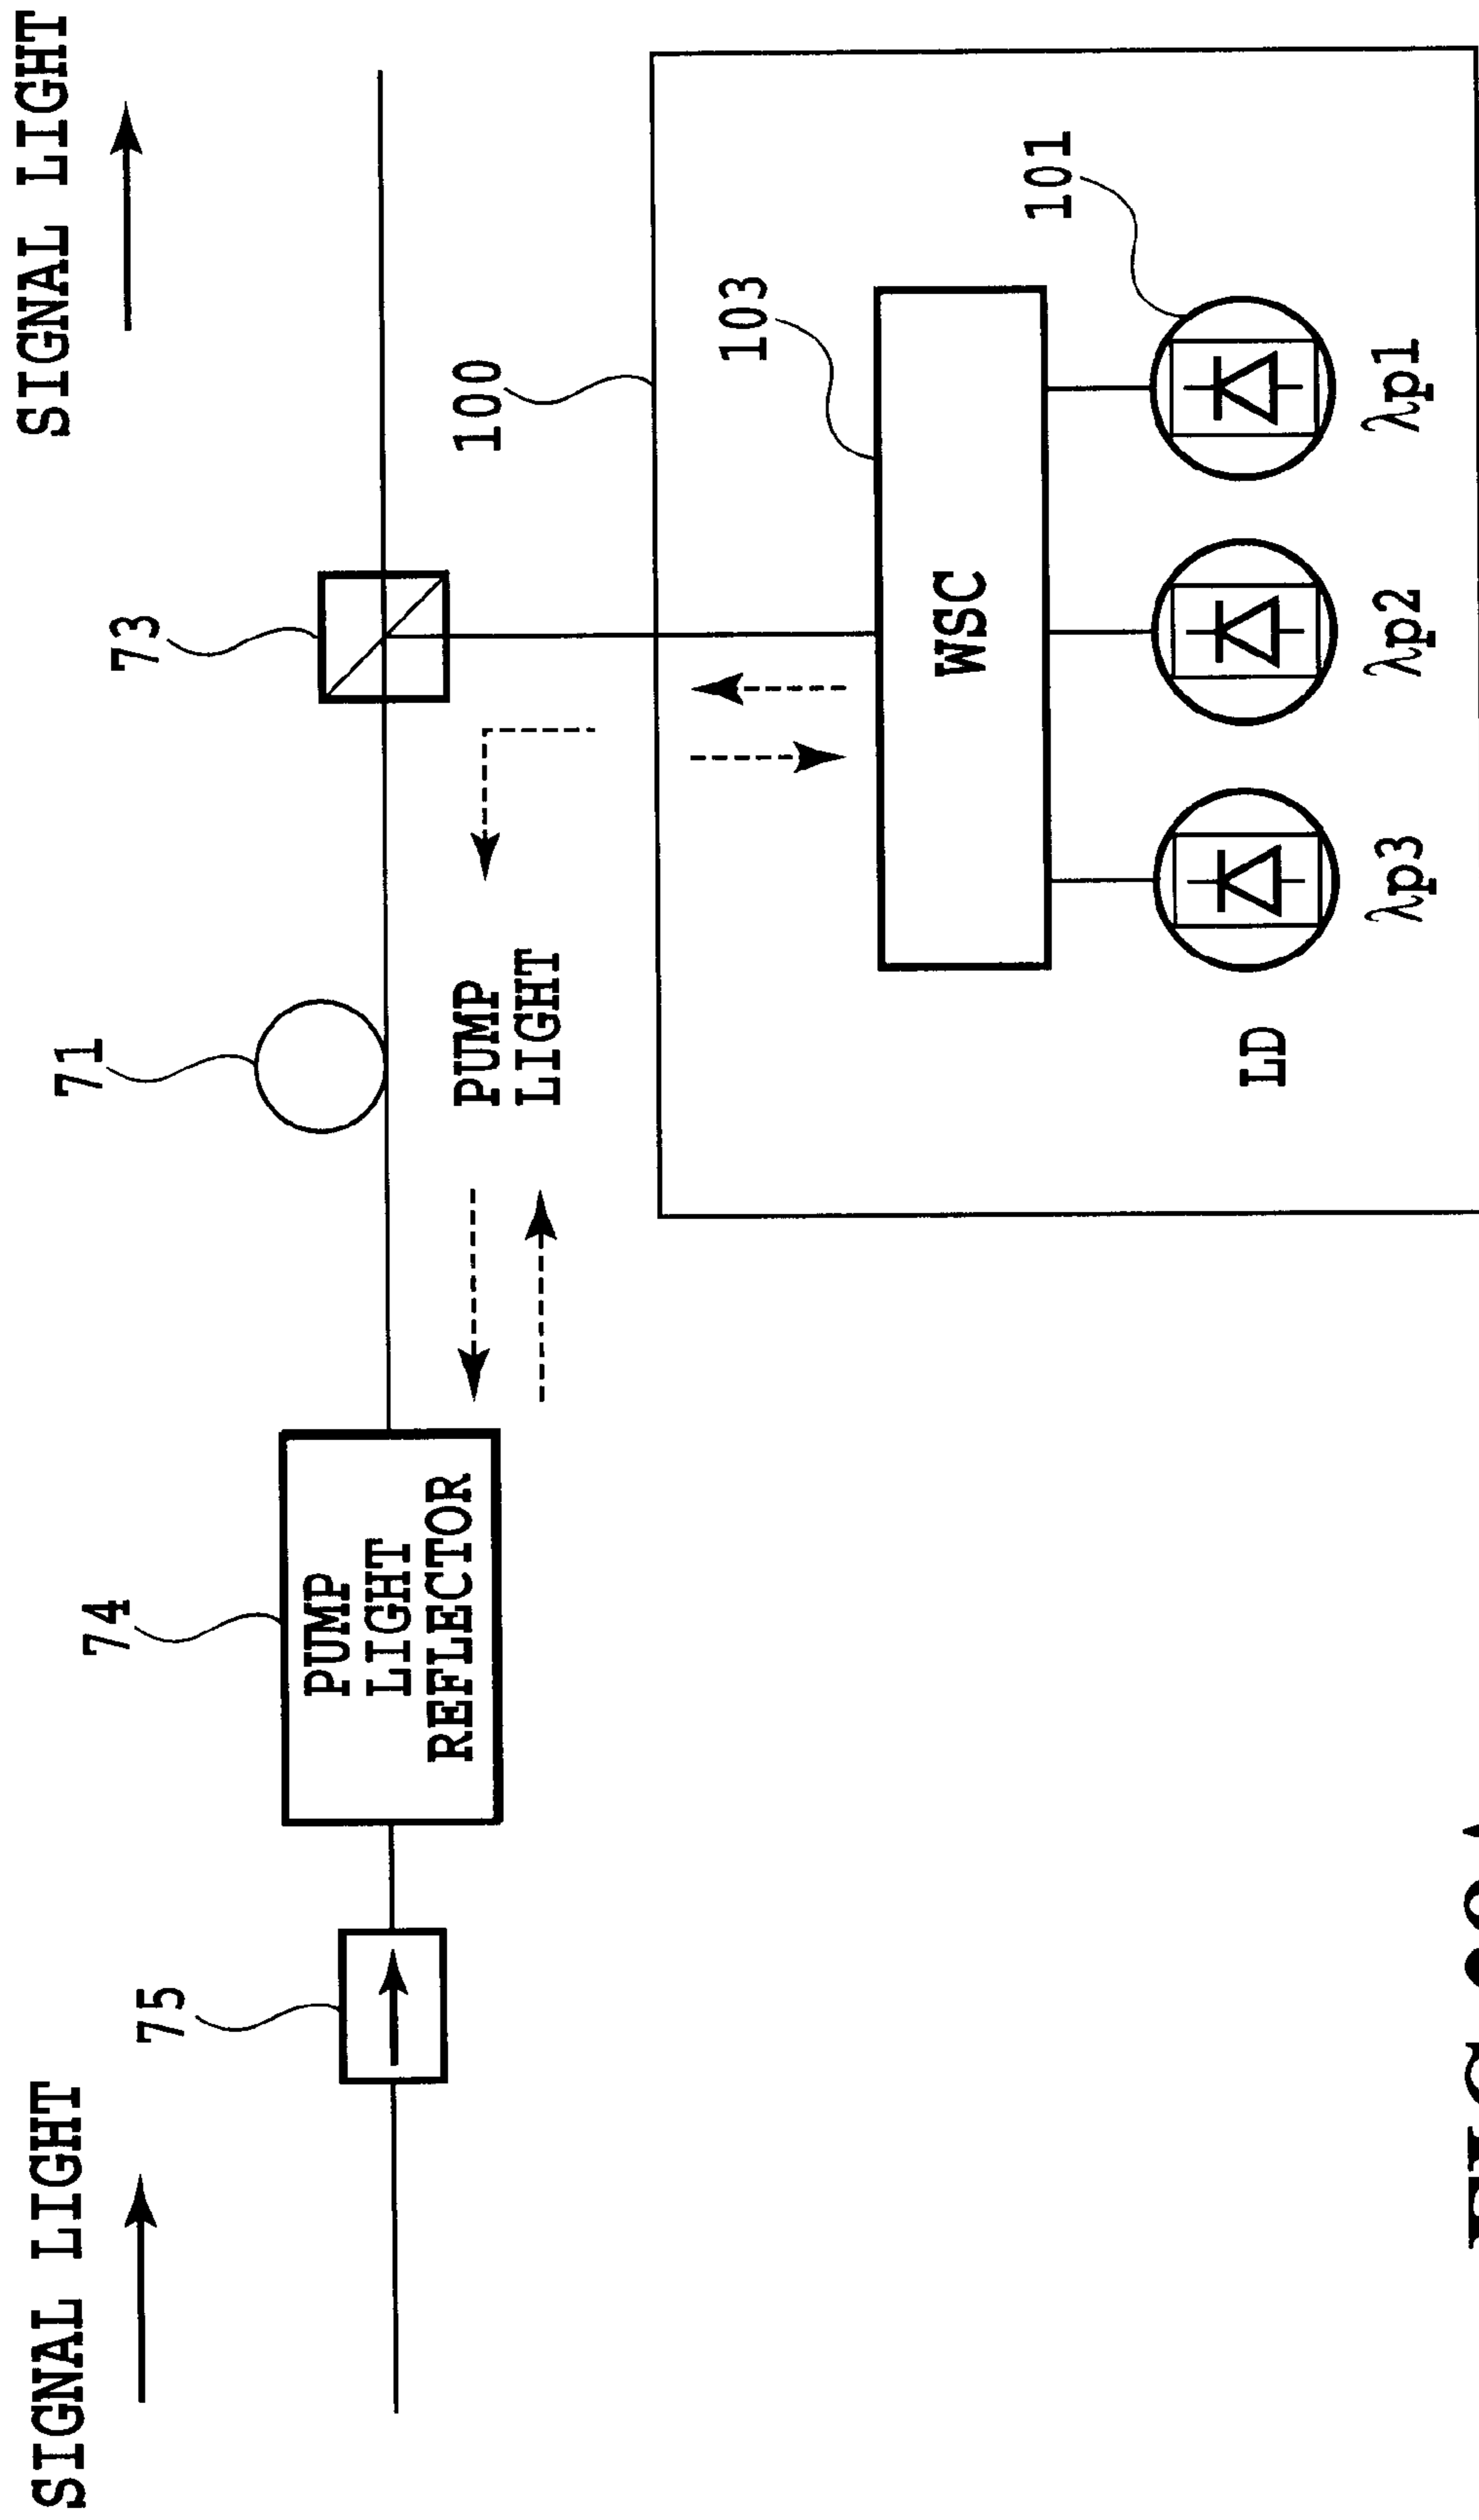 SIGNAL LIGHT
SIGNAL LIGHT
75
74
71
73
PUMP
LIGHT
REFLECTOR
PUMP
LIGHT
100
103
WSC
101
LD
λp3
λp2
λp1